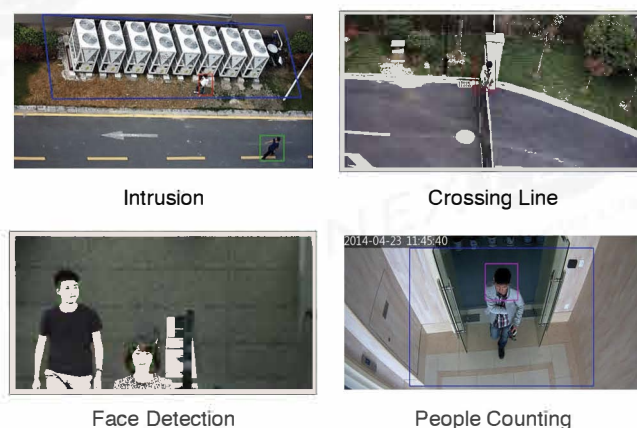 Intrusion
Crossing Line
2014-04-23 11:45:40
Face Detection
People Counting